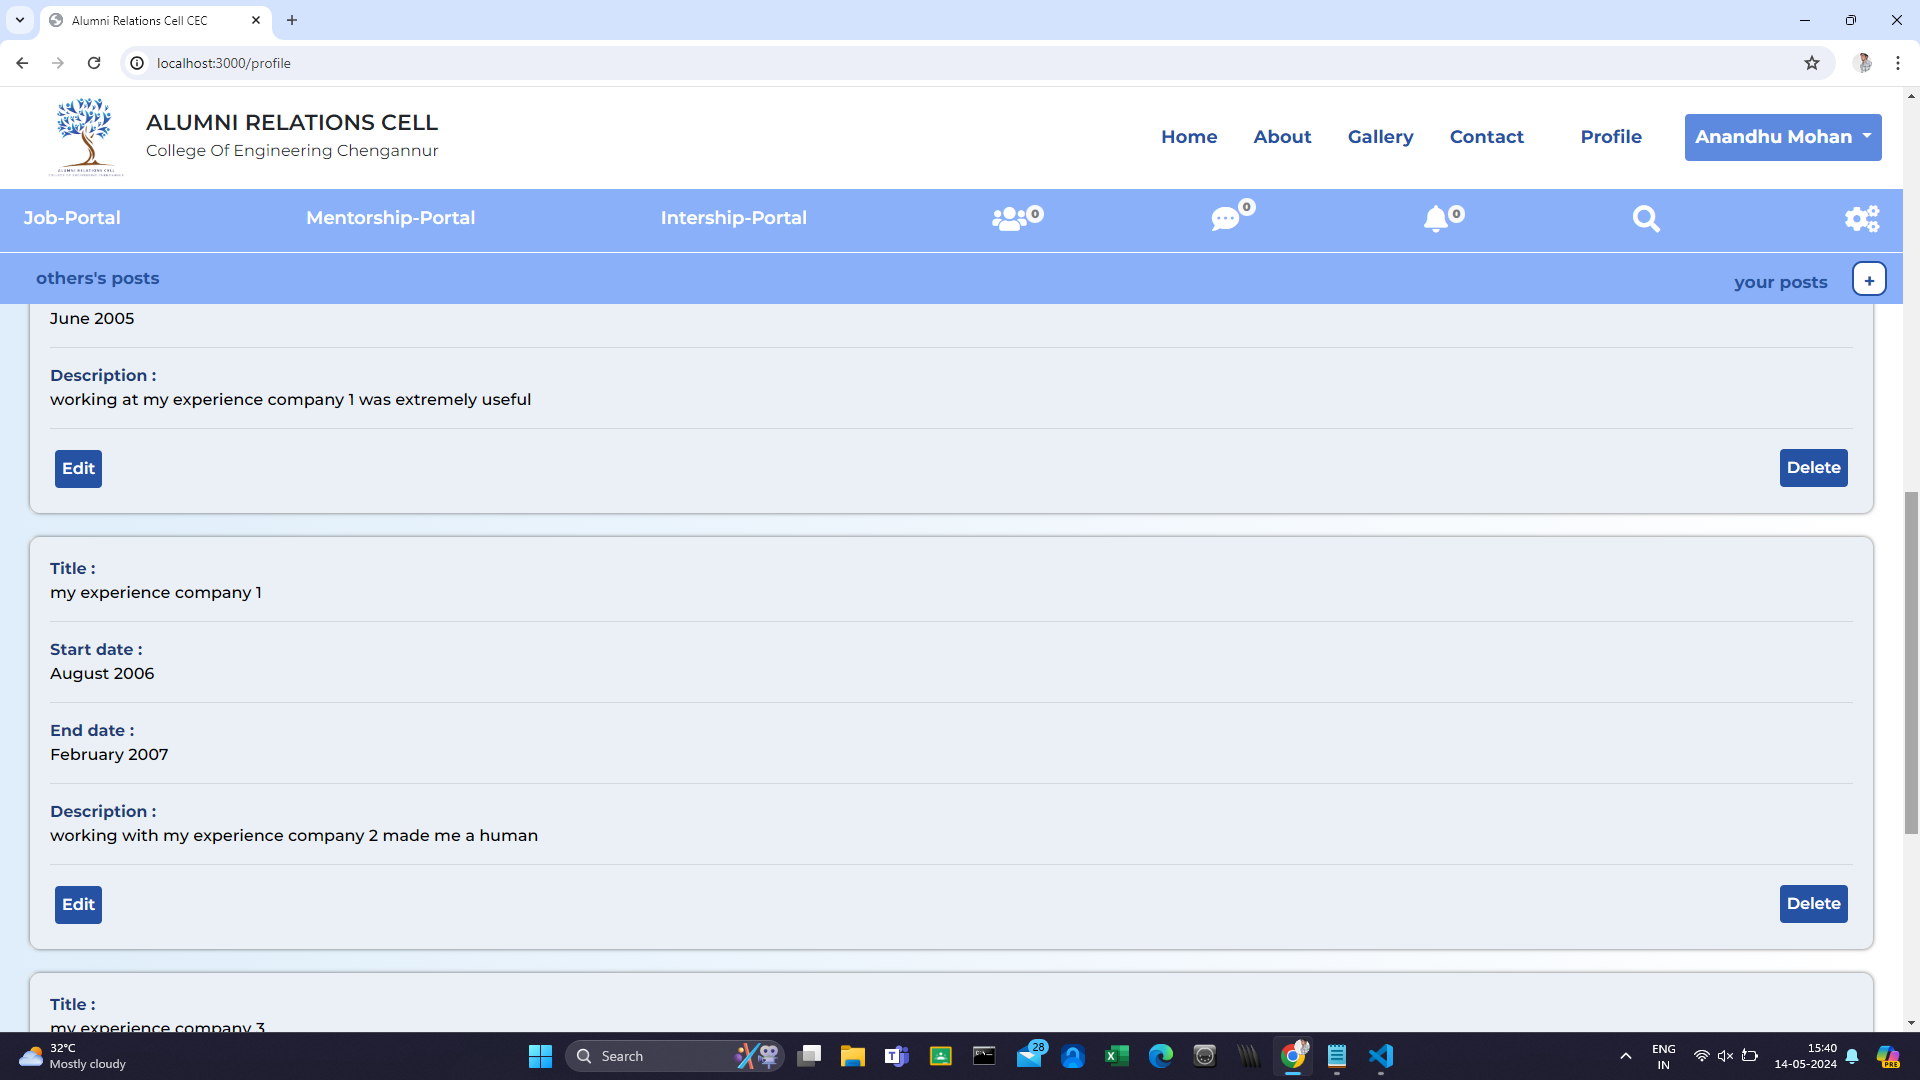 Alumni Relations Cell CEC
localhost:3000/profile
ALUMNI RELATIONS CELL
College Of Engineering Chengannur
Home About Gallery Contact Profile Anandhu Mohan
Job-Portal Mentorship-Portal Intership-Portal 0 0 0
others's posts your posts +
June 2005
Description :
working at my experience company 1 was extremely useful
Edit Delete
Title :
my experience company 1
Start date :
August 2006
End date :
February 2007
Description :
working with my experience company 2 made me a human
Edit Delete
Title :
my experience company 3
32°C
Mostly cloudy
Search
28
ENG
IN
15:40
14-05-2024
PRE